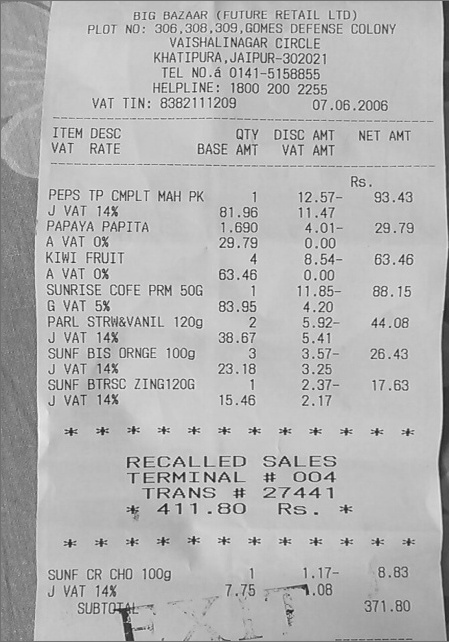 BIG BAZAAR (FUTURE RETAIL LTD)
PLOT NO: 306,308,309,GOMES DEFENSE COLONY
VAISHALINAGAR CIRCLE
KHATIPURA,JAIPUR-302021
TEL NO.á 0141-5158855
HELPLINE: 1800 200 2255
VAT TIN: 8382111209 07.06.2006
ITEM DESC QTY DISC AMT NET AMT
VAT RATE BASE AMT VAT AMT
Rs.
PEPS TP CMPLT MAH PK 1 12.57- 93.43
J VAT 14% 81.96 11.47
PAPAYA PAPITA 1.690 4.01- 29.79
A VAT 0% 29.79 0.00
KIWI FRUIT 4 8.54- 63.46
A VAT 0% 63.46 0.00
SUNRISE COFE PRM 50G 1 11.85- 88.15
G VAT 5% 83.95 4.20
PARL STRW&VANIL 120g 2 5.92- 44.08
J VAT 14% 38.67 5.41
SUNF BIS ORNGE 100g 3 3.57- 26.43
J VAT 14% 23.18 3.25
SUNF BTRSC ZING120G 1 2.37- 17.63
J VAT 14% 15.46 2.17
* * * * * * * * * * * *
RECALLED SALES
TERMINAL # 004
TRANS # 27441
* 411.80 Rs. *
* * * * * * * * * * * *
SUNF CR CHO 100g 1 1.17- 8.83
J VAT 14% 7.75 1.08
SUBTOTAL 371.80
EXIT